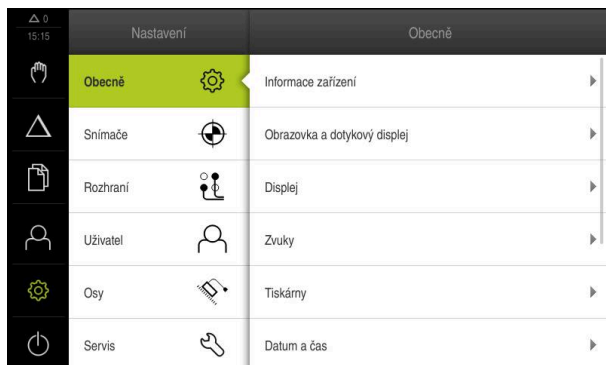 △ 0
15:15
Nastavení
Obecně
Obecně
Snímače
Rozhraní
Uživatel
Osy
Servis
Informace zařízení
Obrazovka a dotykový displej
Displej
Zvuky
Tiskárny
Datum a čas